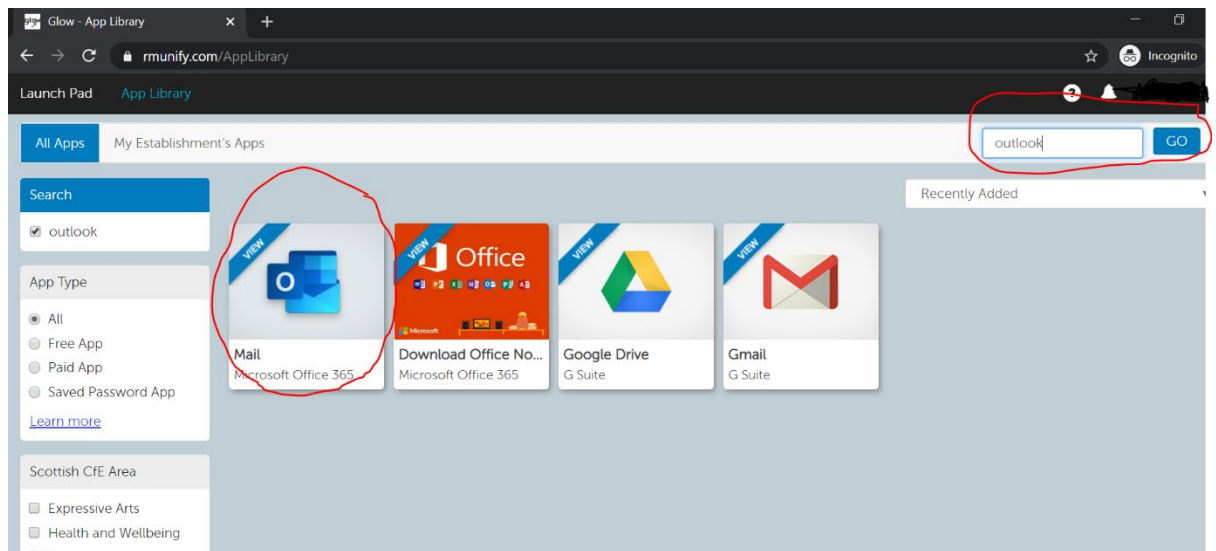 Glow - App Library
rmunify.com/AppLibrary
Incognito
Launch Pad App Library
All Apps My Establishment's Apps outlook GO
Search
outlook
Recently Added
App Type
All
Free App
Paid App
Saved Password App
Learn more
Scottish CfE Area
Expressive Arts
Health and Wellbeing
VIEW
Mail
Microsoft Office 365
VIEW
Office
Microsoft
Download Office No...
Microsoft Office 365
VIEW
Google Drive
G Suite
VIEW
Gmail
G Suite